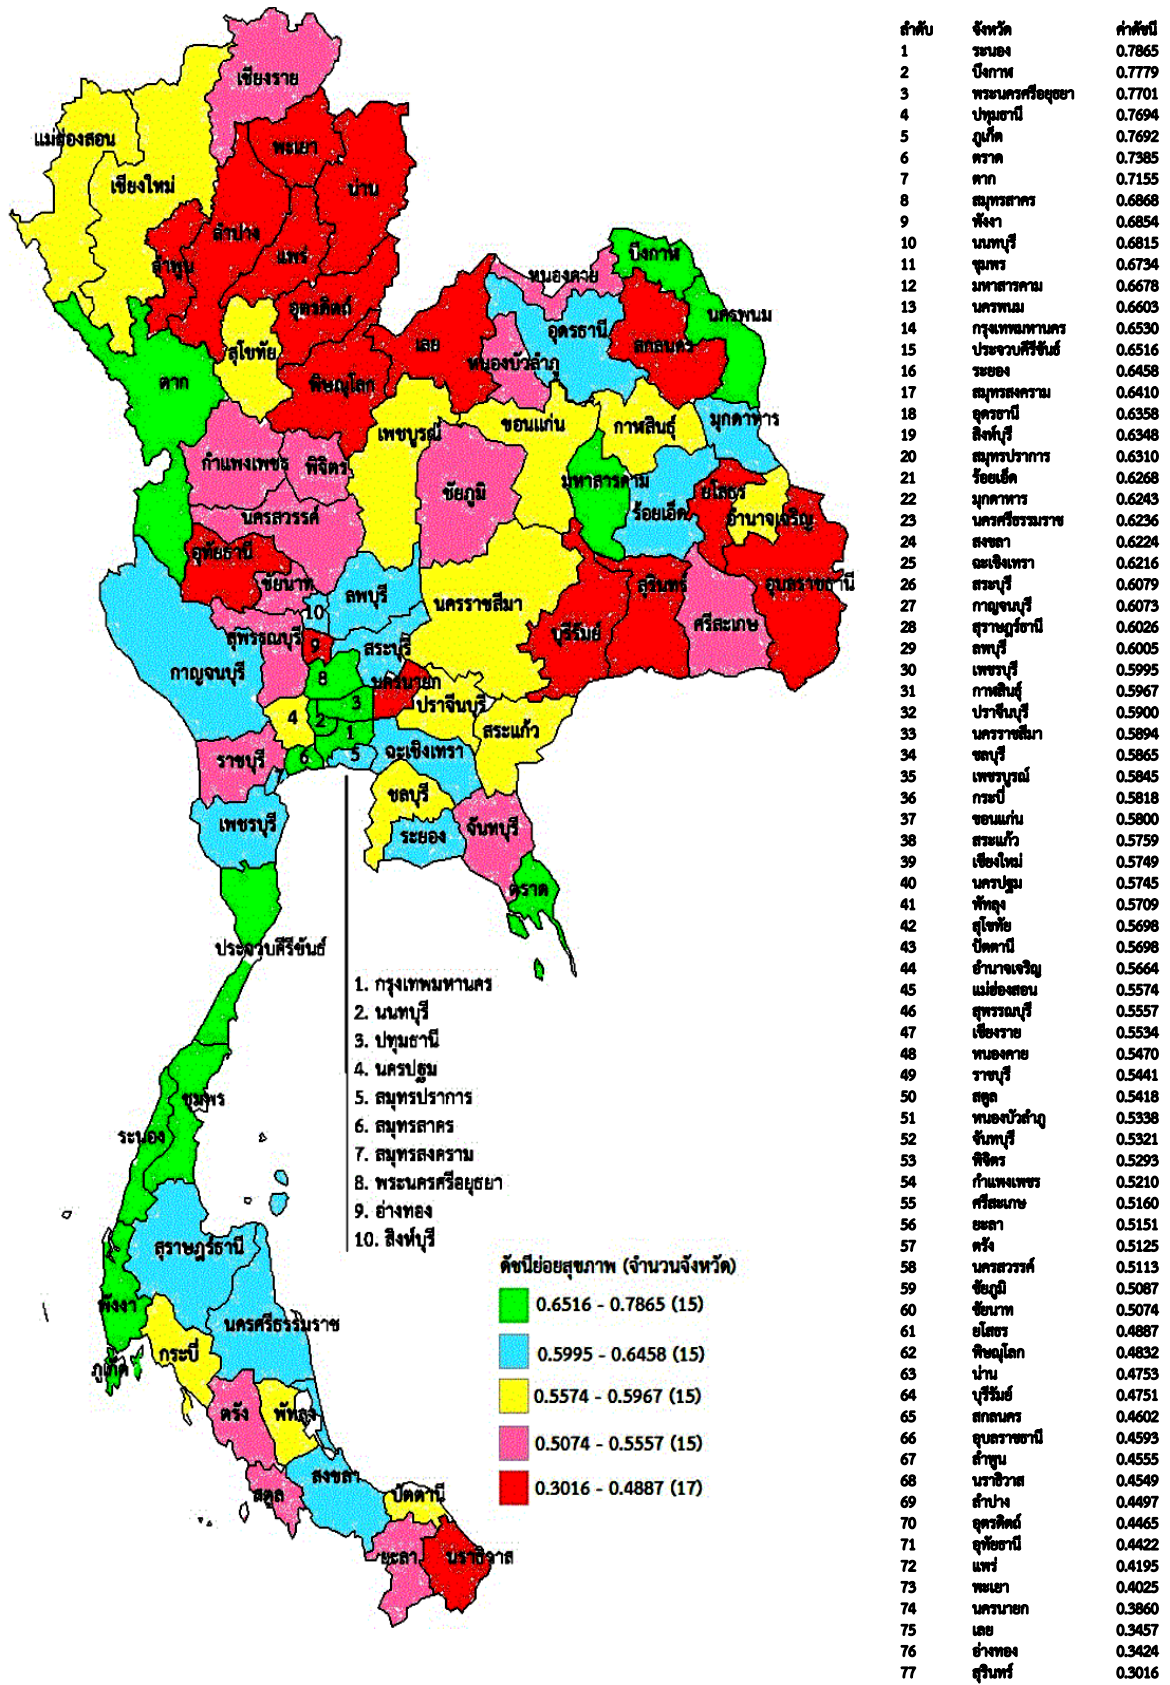 เชียงราย
แม่ฮ่องสอน
พะเยา
เชียงใหม่
น่าน
ลำปาง
แพร่
ลำพูน
บึงกาฬ
หนองคาย
อุตรดิตถ์
นครพนม
อุดรธานี
เลย
สกลนคร
สุโขทัย
หนองบัวลำภู
ตาก
พิษณุโลก
มุกดาหาร
ขอนแก่น
กาฬสินธุ์
เพชรบูรณ์
กำแพงเพชร
พิจิตร
มหาสารคาม
ชัยภูมิ
ยโสธร
ร้อยเอ็ด
อำนาจเจริญ
นครสวรรค์
อุทัยธานี
ชัยนาท
ลพบุรี
สุรินทร์
อุบลราชธานี
นครราชสีมา
10
ศรีสะเกษ
บุรีรัมย์
สุพรรณบุรี
9
สระบุรี
กาญจนบุรี
8
นครนายก
3
ปราจีนบุรี
4
2
1
สระแก้ว
ราชบุรี
6
5
ฉะเชิงเทรา
7
ชลบุรี
เพชรบุรี
ระยอง
จันทบุรี
ตราด
ประจวบคีรีขันธ์
1. กรุงเทพมหานคร
2. นนทบุรี
3. ปทุมธานี
4. นครปฐม
5. สมุทรปราการ
6. สมุทรสาคร
7. สมุทรสงคราม
8. พระนครศรีอยุธยา
9. อ่างทอง
10. สิงห์บุรี
ชุมพร
ระนอง
สุราษฎร์ธานี
พังงา
นครศรีธรรมราช
กระบี่
ภูเก็ต
ตรัง
พัทลุง
สงขลา
สตูล
ปัตตานี
ยะลา
นราธิวาส
ดัชนีย่อยสุขภาพ (จำนวนจังหวัด)
0.6516 - 0.7865 (15)
0.5995 - 0.6458 (15)
0.5574 - 0.5967 (15)
0.5074 - 0.5557 (15)
0.3016 - 0.4887 (17)
ลำดับ จังหวัด ค่าดัชนี
1 ระนอง 0.7865
2 บึงกาฬ 0.7779
3 พระนครศรีอยุธยา 0.7701
4 ปทุมธานี 0.7694
5 ภูเก็ต 0.7692
6 ตราด 0.7385
7 ตาก 0.7155
8 สมุทรสาคร 0.6868
9 พังงา 0.6854
10 นนทบุรี 0.6815
11 ชุมพร 0.6734
12 มหาสารคาม 0.6678
13 นครพนม 0.6603
14 กรุงเทพมหานคร 0.6530
15 ประจวบคีรีขันธ์ 0.6516
16 ระยอง 0.6458
17 สมุทรสงคราม 0.6410
18 อุดรธานี 0.6358
19 สิงห์บุรี 0.6348
20 สมุทรปราการ 0.6310
21 ร้อยเอ็ด 0.6268
22 มุกดาหาร 0.6243
23 นครศรีธรรมราช 0.6236
24 สงขลา 0.6224
25 ฉะเชิงเทรา 0.6216
26 สระบุรี 0.6079
27 กาญจนบุรี 0.6073
28 สุราษฎร์ธานี 0.6026
29 ลพบุรี 0.6005
30 เพชรบุรี 0.5995
31 กาฬสินธุ์ 0.5967
32 ปราจีนบุรี 0.5900
33 นครราชสีมา 0.5894
34 ชลบุรี 0.5865
35 เพชรบูรณ์ 0.5845
36 กระบี่ 0.5818
37 ขอนแก่น 0.5800
38 สระแก้ว 0.5759
39 เชียงใหม่ 0.5749
40 นครปฐม 0.5745
41 พัทลุง 0.5709
42 สุโขทัย 0.5698
43 ปัตตานี 0.5698
44 อำนาจเจริญ 0.5664
45 แม่ฮ่องสอน 0.5574
46 สุพรรณบุรี 0.5557
47 เชียงราย 0.5534
48 หนองคาย 0.5470
49 ราชบุรี 0.5441
50 สตูล 0.5418
51 หนองบัวลำภู 0.5338
52 จันทบุรี 0.5321
53 พิจิตร 0.5293
54 กำแพงเพชร 0.5210
55 ศรีสะเกษ 0.5160
56 ยะลา 0.5151
57 ตรัง 0.5125
58 นครสวรรค์ 0.5113
59 ชัยภูมิ 0.5087
60 ชัยนาท 0.5074
61 ยโสธร 0.4887
62 พิษณุโลก 0.4832
63 น่าน 0.4753
64 บุรีรัมย์ 0.4751
65 สกลนคร 0.4602
66 อุบลราชธานี 0.4593
67 ลำพูน 0.4555
68 นราธิวาส 0.4549
69 ลำปาง 0.4497
70 อุตรดิตถ์ 0.4465
71 อุทัยธานี 0.4422
72 แพร่ 0.4195
73 พะเยา 0.4025
74 นครนายก 0.3860
75 เลย 0.3457
76 อ่างทอง 0.3424
77 สุรินทร์ 0.3016